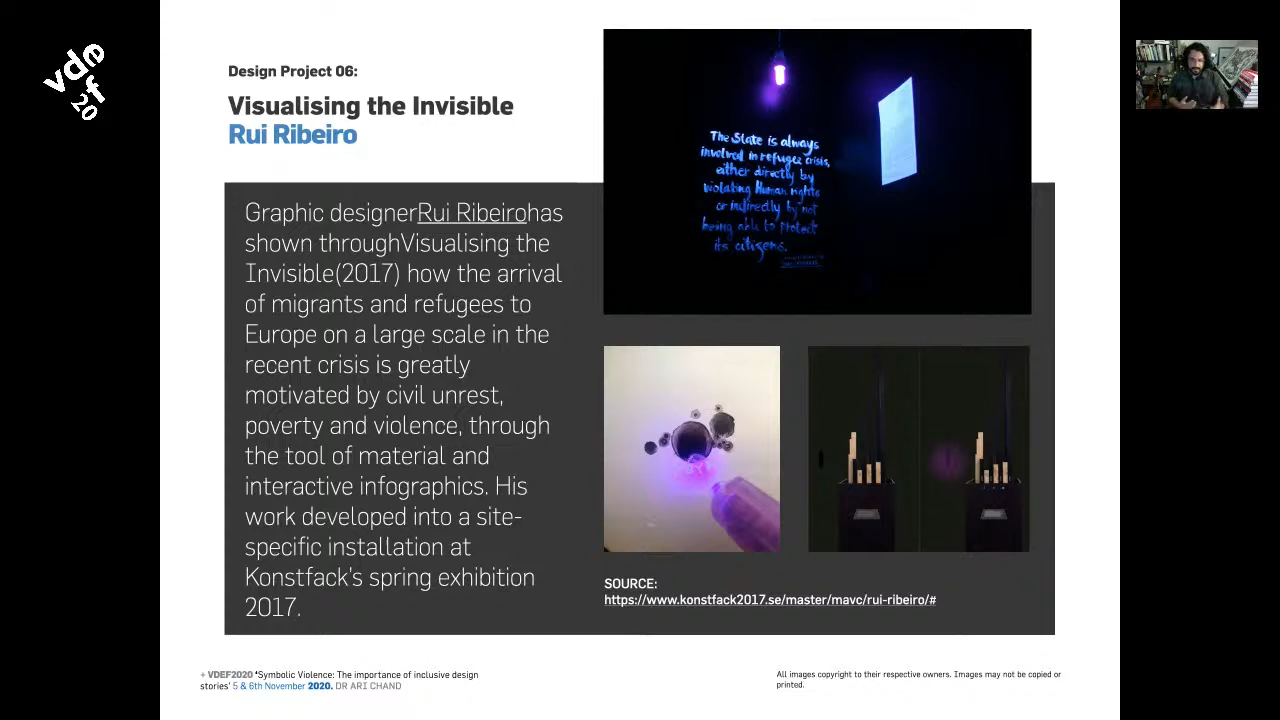 vdef
20
Design Project 06:
Visualising the Invisible
Rui Ribeiro
The State is always
involved in refugee crisis,
either directly by
violating Human rights
or indirectly by not
being able to Protect
its citizens.
Graphic designerRui Ribeirohas
shown throughVisualising the
Invisible(2017) how the arrival
of migrants and refugees to
Europe on a large scale in the
recent crisis is greatly
motivated by civil unrest,
poverty and violence, through
the tool of material and
interactive infographics. His
work developed into a site-
specific installation at
Konstfack's spring exhibition
2017.
SOURCE:
https://www.konstfack2017.se/master/mavc/rui-ribeiro/#
+ VDEF2020 ‘Symbolic Violence: The importance of inclusive design
stories’ 5 & 6th November 2020. DR ARI CHAND
All images copyright to their respective owners. Images may not be copied or
printed.